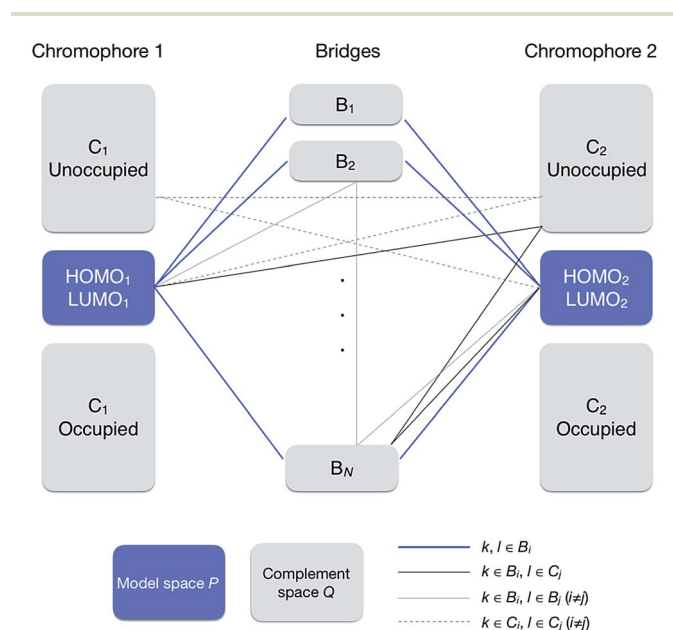 Chromophore 1
Bridges
Chromophore 2
C₁
Unoccupied
B₁
B₂
C₂
Unoccupied
HOMO₁
LUMO₁
HOMO₂
LUMO₂
C₁
Occupied
C₂
Occupied
B_N
Model space P
Complement
space Q
k, l ∈ Bᵢ
k ∈ Bᵢ, l ∈ Cⱼ
k ∈ Bᵢ, l ∈ Bⱼ (i≠j)
k ∈ Cᵢ, l ∈ Cⱼ (i≠j)